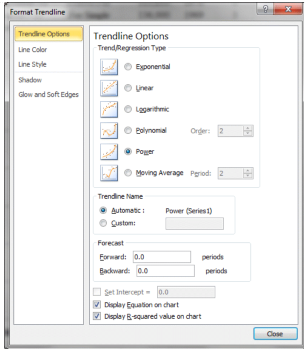 Format Trendline
Trendline Options
Line Color
Line Style
Shadow
Glow and Soft Edges
Trendline Options
Trend/Regression Type
Exponential
Linear
Logarithmic
Polynomial Order: 2
Power
Moving Average Period: 2
Trendline Name
Automatic : Power (Series1)
Custom:
Forecast
Forward: 0.0 periods
Backward: 0.0 periods
Set Intercept = 0.0
Display Equation on chart
Display R-squared value on chart
Close